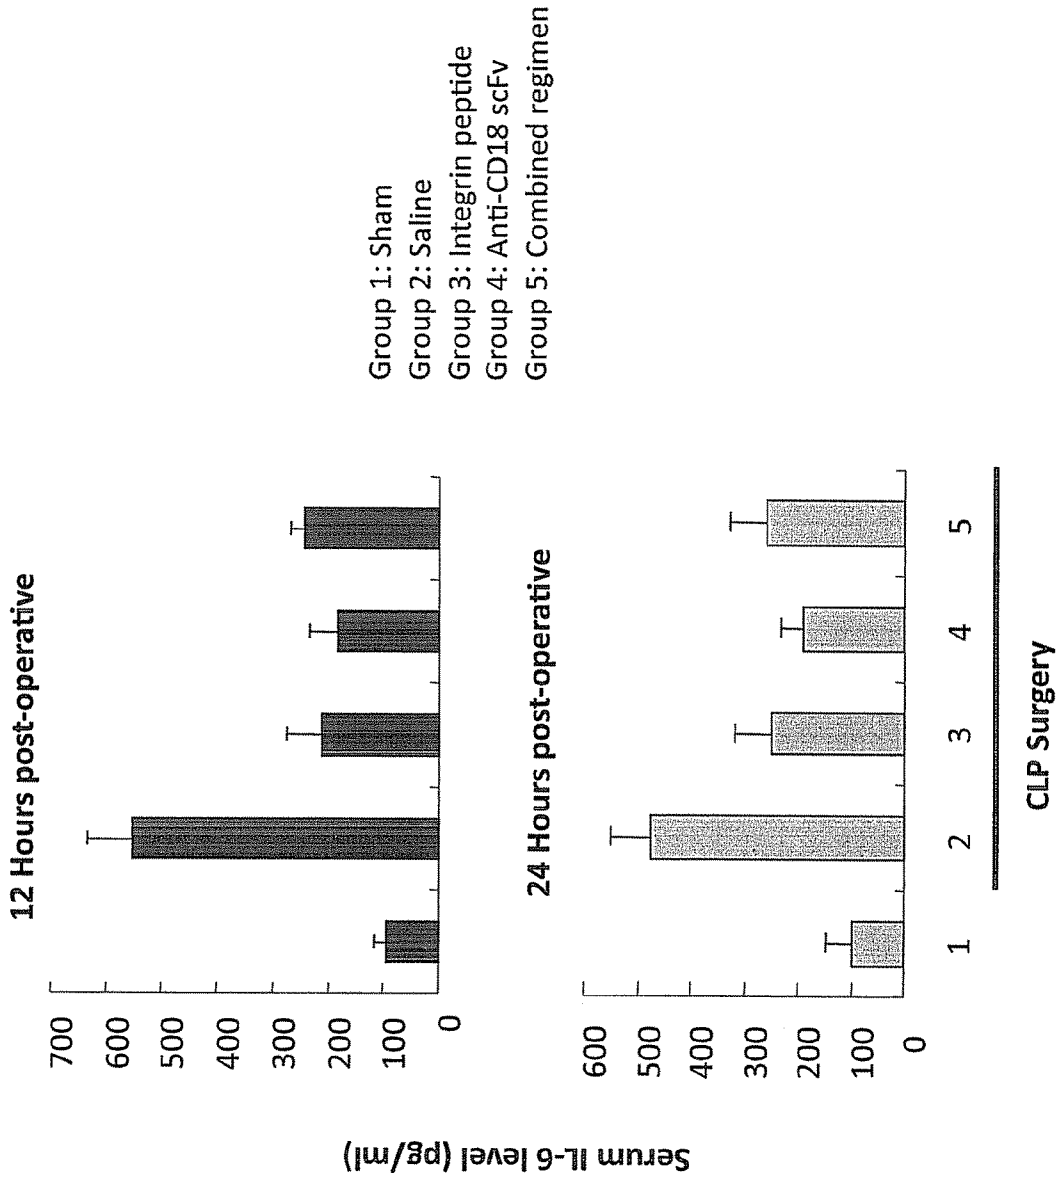 12 Hours post-operative
700
600
500
400
300
200
100
0
24 Hours post-operative
600
500
400
300
200
100
0
Serum IL-6 level (pg/ml)
1 2 3 4 5
CLP Surgery
Group 1: Sham
Group 2: Saline
Group 3: Integrin peptide
Group 4: Anti-CD18 scFv
Group 5: Combined regimen